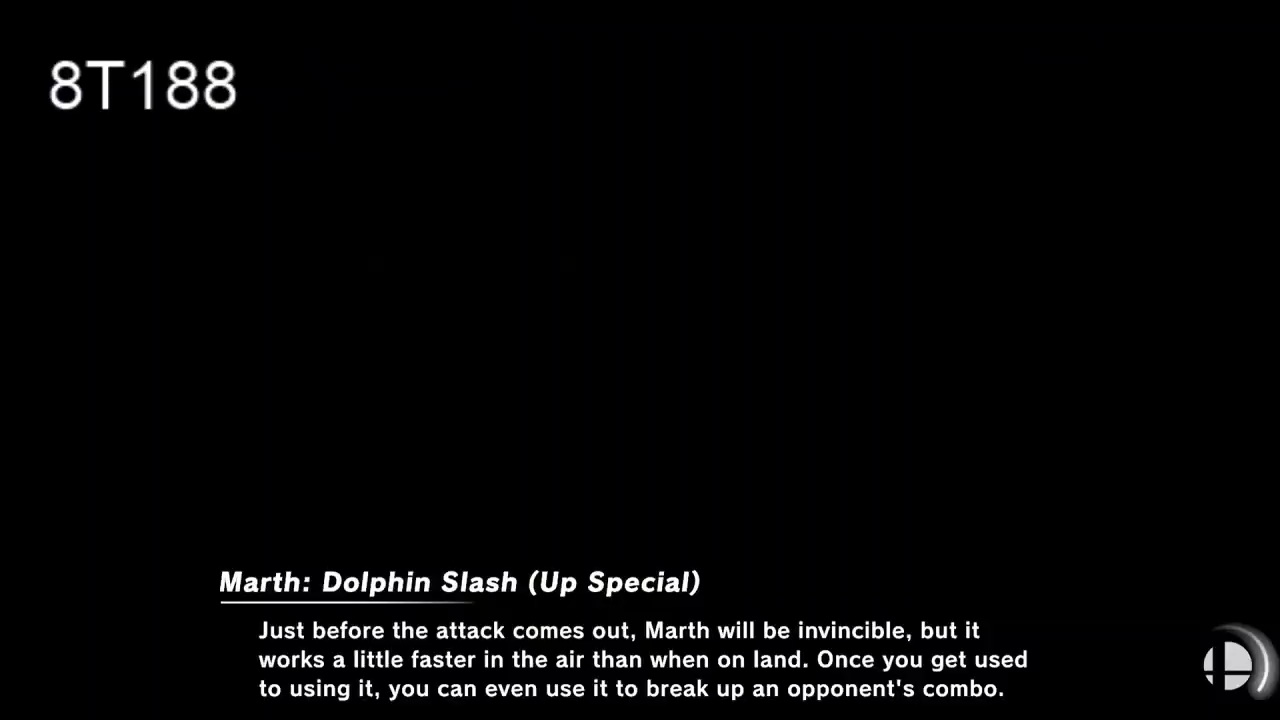 8T188
Marth: Dolphin Slash (Up Special)
Just before the attack comes out, Marth will be invincible, but it
works a little faster in the air than when on land. Once you get used
to using it, you can even use it to break up an opponent's combo.